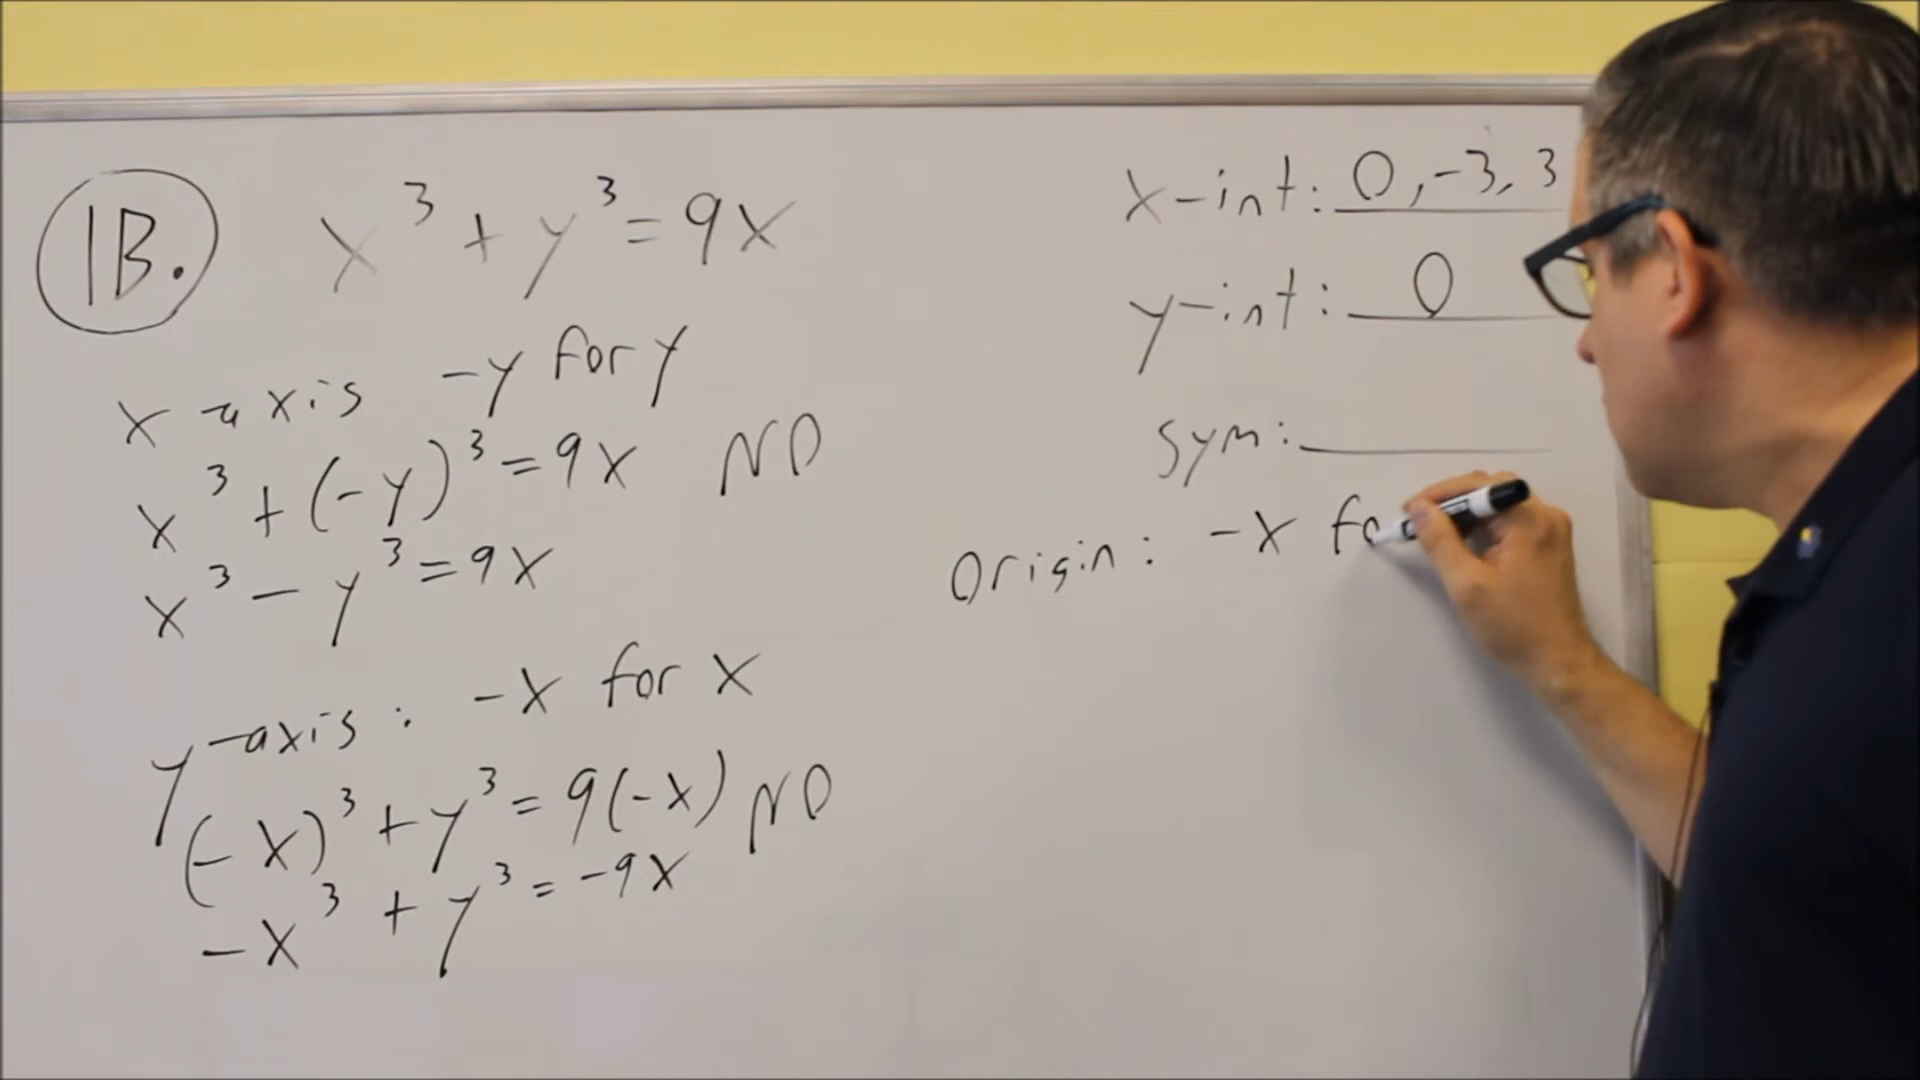 1B. x³ + y³ = 9x
x-axis -y for y
x³ + (-y)³ = 9x NO
x³ - y³ = 9x
y-axis: -x for x
(-x)³ + y³ = 9(-x) NO
-x³ + y³ = -9x
x-int: 0, -3, 3
y-int: 0
sym:
Origin: -x fo